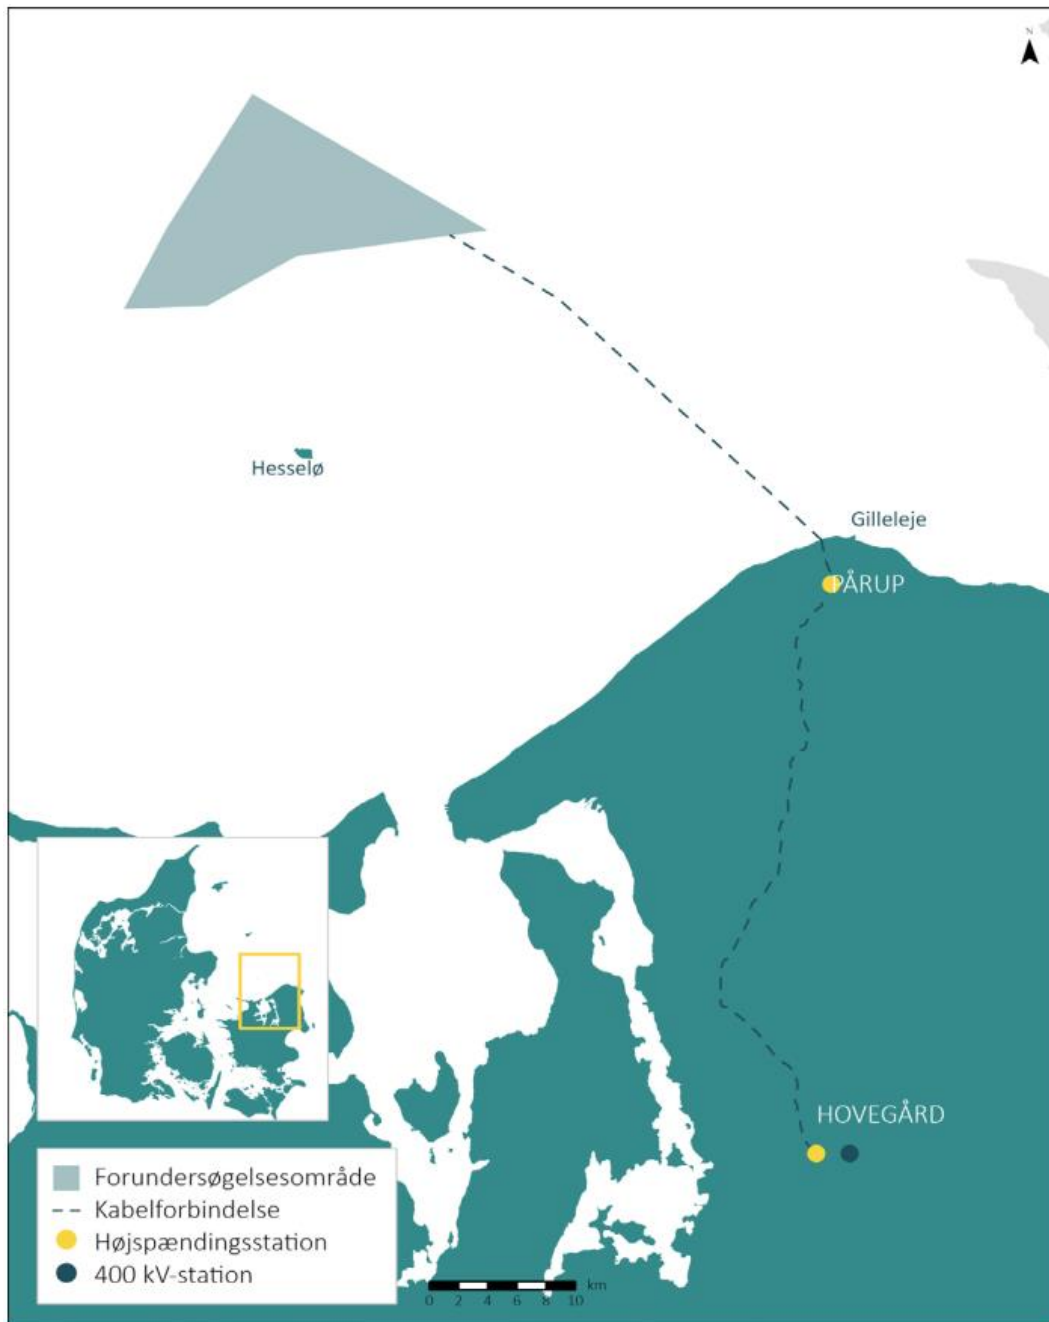 N
Hesselø
Gilleleje
PÅRUP
HOVEGÅRD
Forundersøgelsesområde
Kabelforbindelse
Højspændingsstation
400 kV-station
km
0 2 4 6 8 10